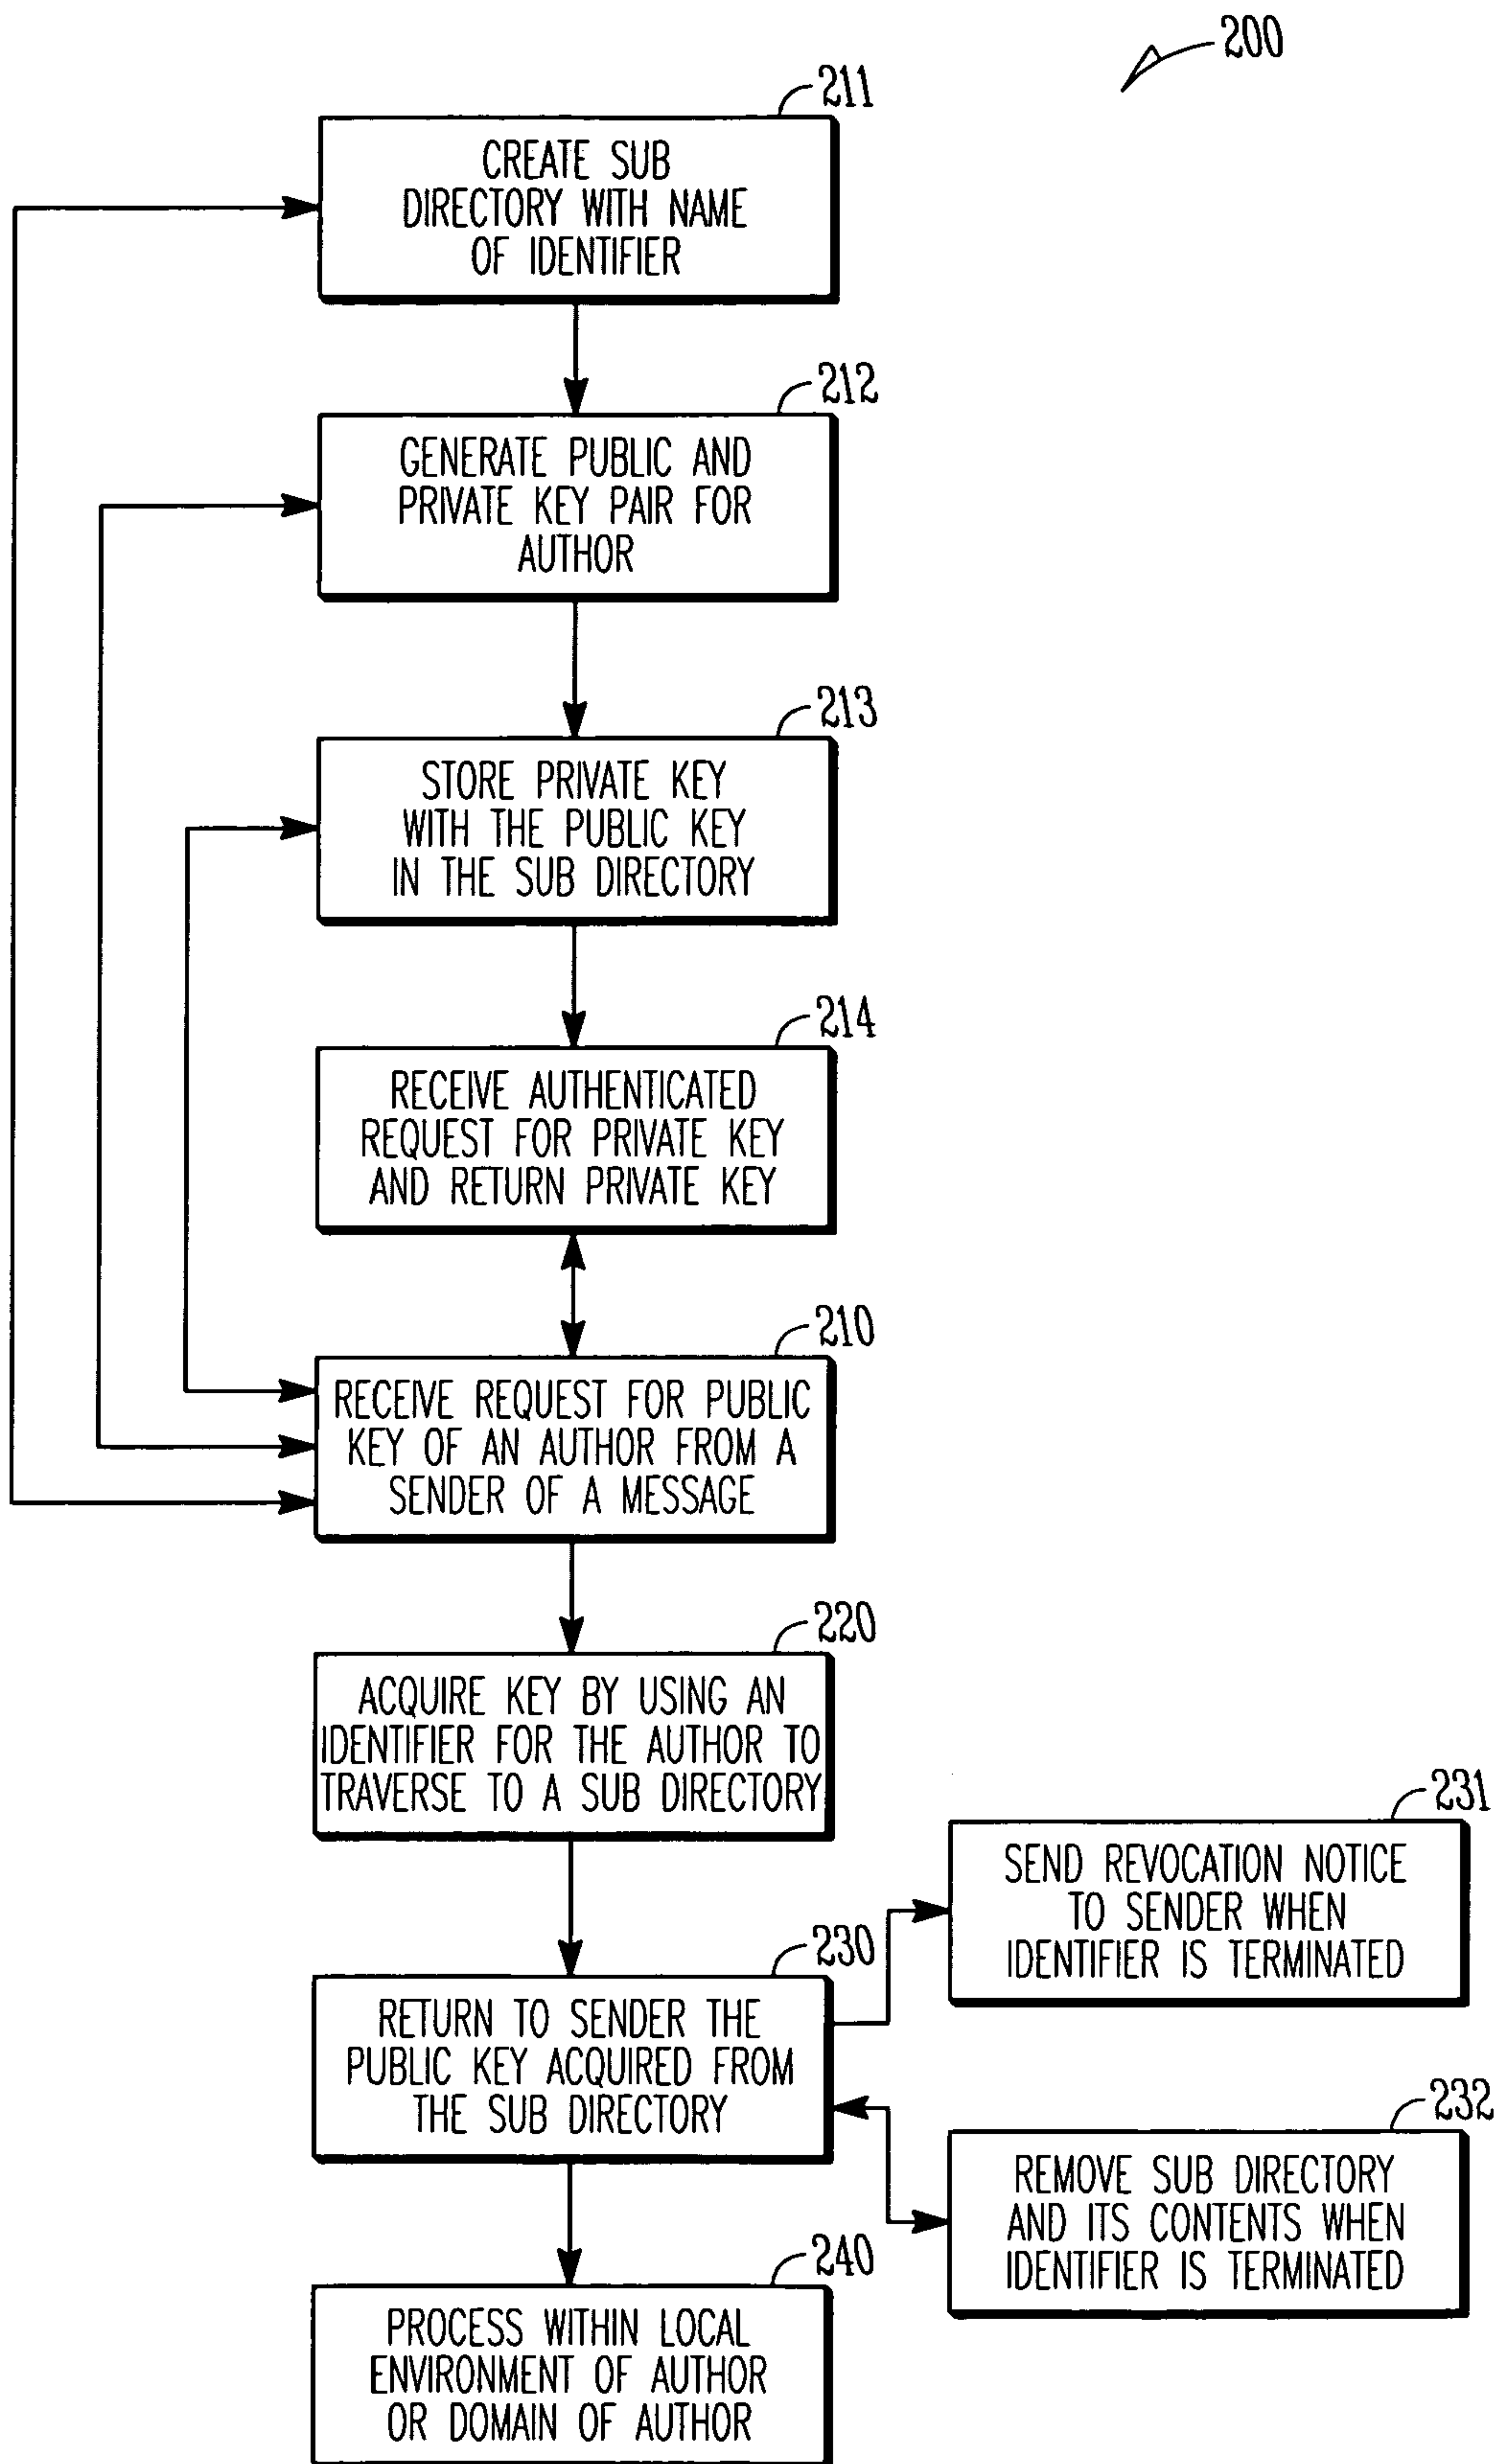 200
211
CREATE SUB
DIRECTORY WITH NAME
OF IDENTIFIER
212
GENERATE PUBLIC AND
PRIVATE KEY PAIR FOR
AUTHOR
213
STORE PRIVATE KEY
WITH THE PUBLIC KEY
IN THE SUB DIRECTORY
214
RECEIVE AUTHENTICATED
REQUEST FOR PRIVATE KEY
AND RETURN PRIVATE KEY
210
RECEIVE REQUEST FOR PUBLIC
KEY OF AN AUTHOR FROM A
SENDER OF A MESSAGE
220
ACQUIRE KEY BY USING AN
IDENTIFIER FOR THE AUTHOR TO
TRAVERSE TO A SUB DIRECTORY
230
RETURN TO SENDER THE
PUBLIC KEY ACQUIRED FROM
THE SUB DIRECTORY
231
SEND REVOCATION NOTICE
TO SENDER WHEN
IDENTIFIER IS TERMINATED
232
REMOVE SUB DIRECTORY
AND ITS CONTENTS WHEN
IDENTIFIER IS TERMINATED
240
PROCESS WITHIN LOCAL
ENVIRONMENT OF AUTHOR
OR DOMAIN OF AUTHOR